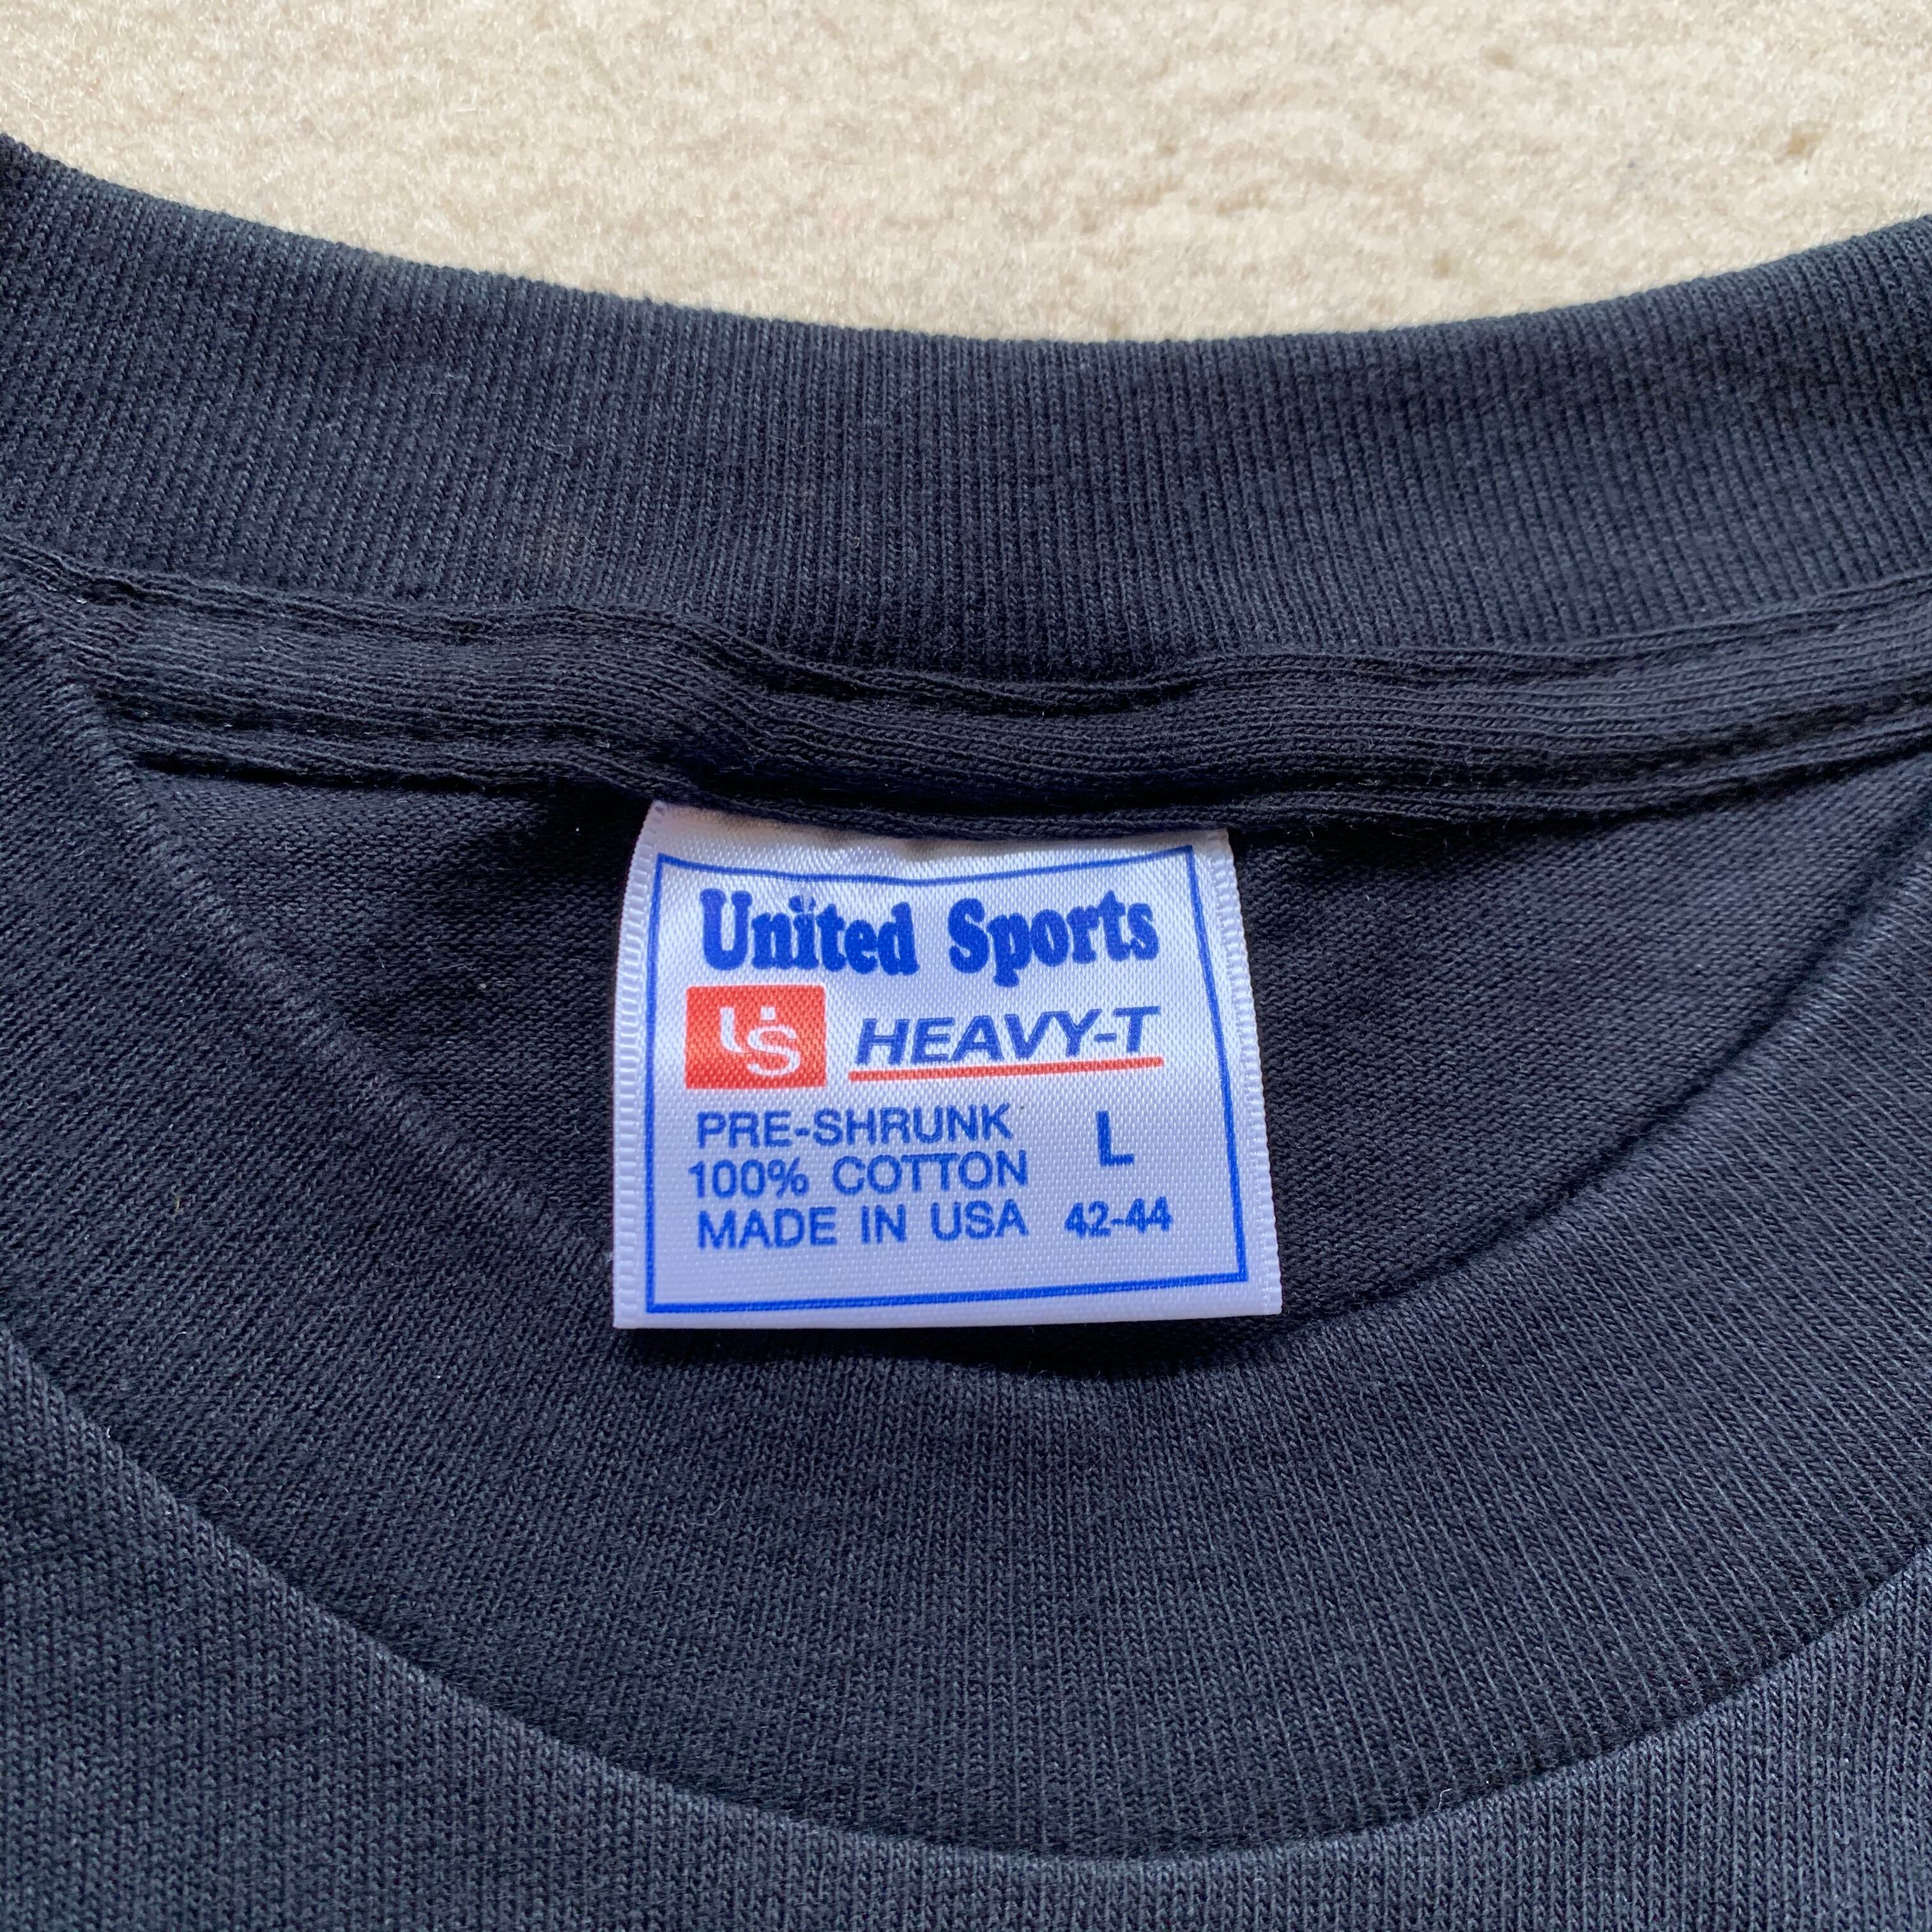 United Sports
US HEAVY-T
PRE-SHRUNK
100% COTTON L
MADE IN USA 42-44